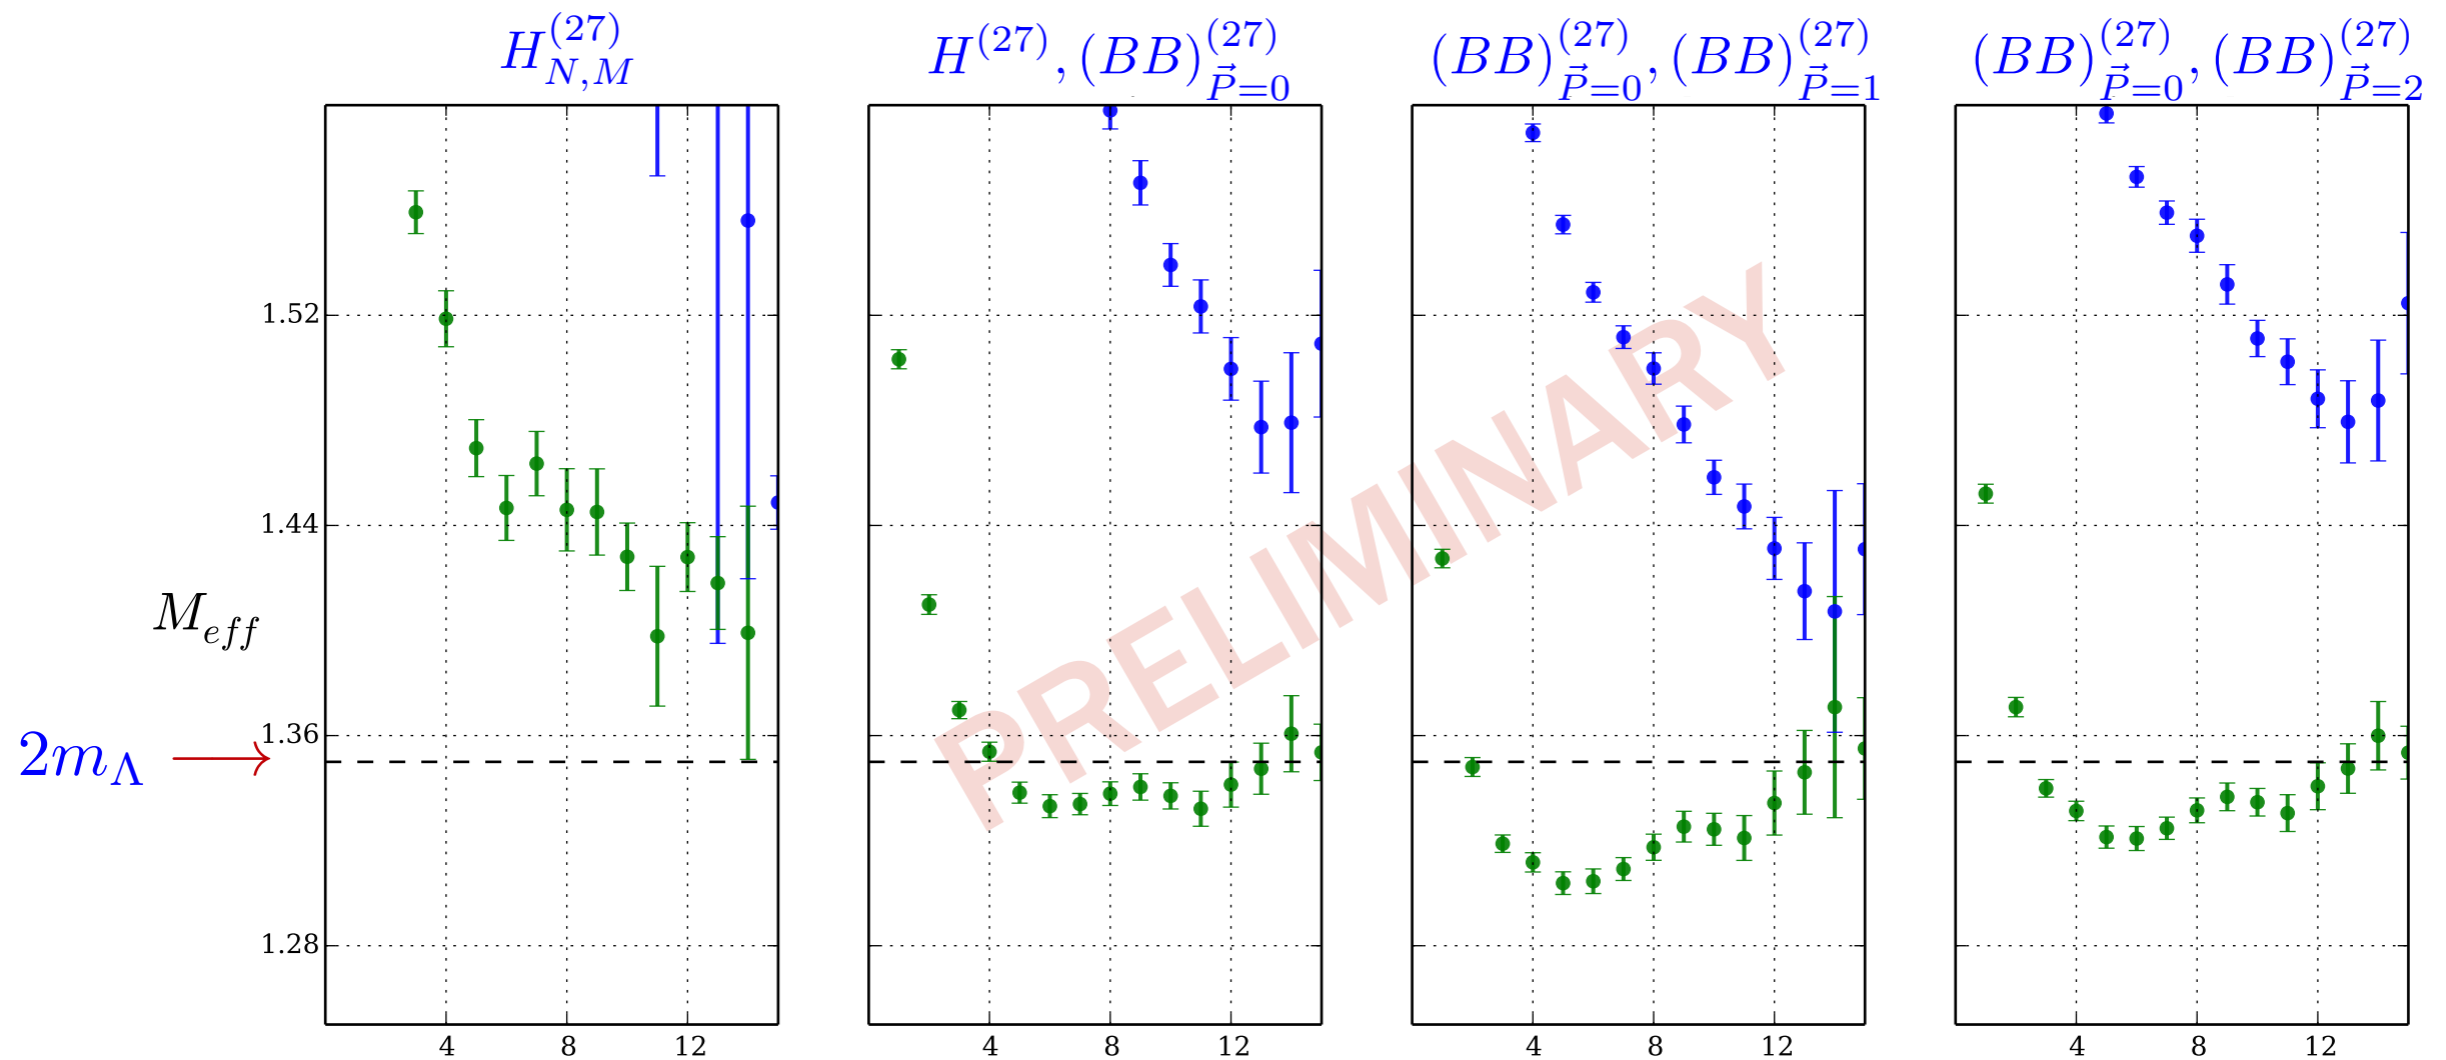 H_{N,M}^{(27)}
H^{(27)}, (BB)_{\vec{P}=0}^{(27)}
(BB)_{\vec{P}=0}^{(27)}, (BB)_{\vec{P}=1}^{(27)}
(BB)_{\vec{P}=0}^{(27)}, (BB)_{\vec{P}=2}^{(27)}
1.52
1.44
M_{eff}
1.36
2m_Λ
1.28
PRELIMINARY
4 8 12
4 8 12
4 8 12
4 8 12